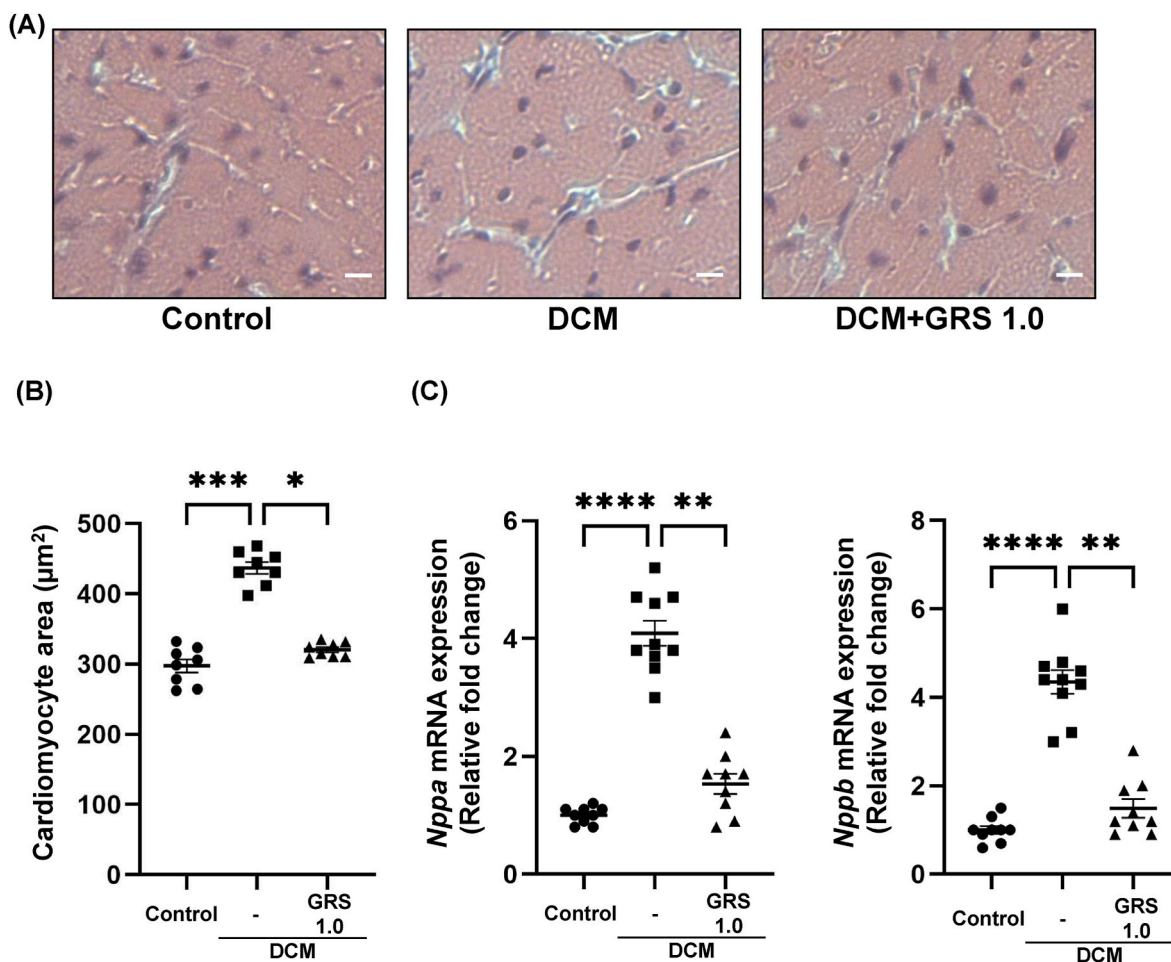 (A)
Control
DCM
DCM+GRS 1.0
(B)
Cardiomyocyte area (µm²)
500
400
300
200
100
0
***
*
Control
-
GRS
1.0
DCM
(C)
Nppa mRNA expression
(Relative fold change)
6
4
2
0
****
**
Control
-
GRS
1.0
DCM
Nppb mRNA expression
(Relative fold change)
8
6
4
2
0
****
**
Control
-
GRS
1.0
DCM